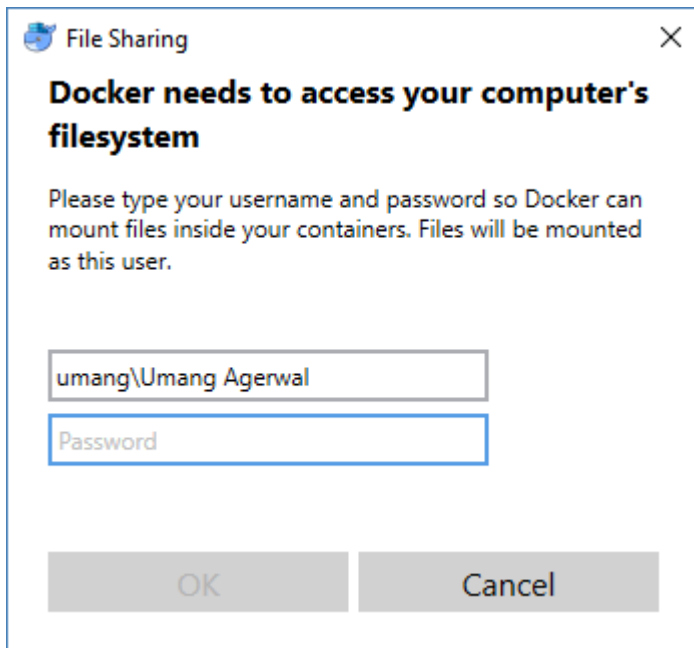 File Sharing
Docker needs to access your computer's
filesystem
Please type your username and password so Docker can
mount files inside your containers. Files will be mounted
as this user.
umang\Umang Agerwal
Password
OK Cancel